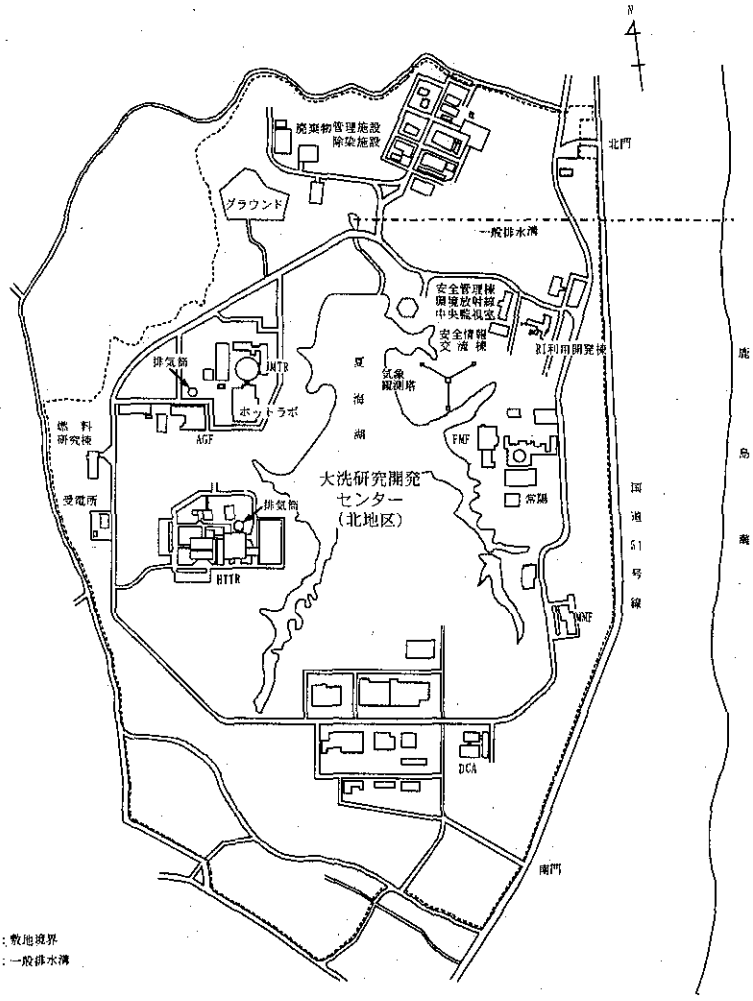 N
廃棄物管理施設
除染施設
北門
グラウンド
一般排水溝
安全管理棟
環境放射線
中央監視室
安全情報
交流棟
RI利用開発棟
排気筒
JMTR
ホットラボ
夏海湖
気象
観測塔
鹿島灘
燃料
研究棟
AGF
FMF
常陽
受電所
排気筒
大洗研究開発
センター
(北地区)
国道51号線
HTTR
MMF
DCA
南門
:敷地境界
:一般排水溝